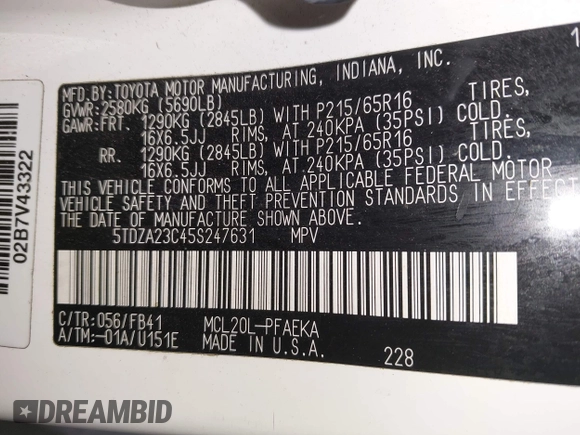 MFD.BY:TOYOTA MOTOR MANUFACTURING, INDIANA, INC.
GVWR:2580KG (5690LB)
GAWR:FRT. 1290KG (2845LB) WITH P215/65R16 TIRES,
16X6.5JJ RIMS, AT 240KPA (35PSI) COLD.
RR. 1290KG (2845LB) WITH P215/65R16 TIRES,
16X6.5JJ RIMS, AT 240KPA (35PSI) COLD.
THIS VEHICLE CONFORMS TO ALL APPLICABLE FEDERAL MOTOR
VEHICLE SAFETY AND THEFT PREVENTION STANDARDS IN EFFECT
THE DATE OF MANUFACTURE SHOWN ABOVE.
5TDZA23C45S247631 MPV
C/TR:056/FB41 MCL20L-PFAEKA
A/TM:-01A/U151E MADE IN U.S.A.
228
02B7V43322
DREAMBID